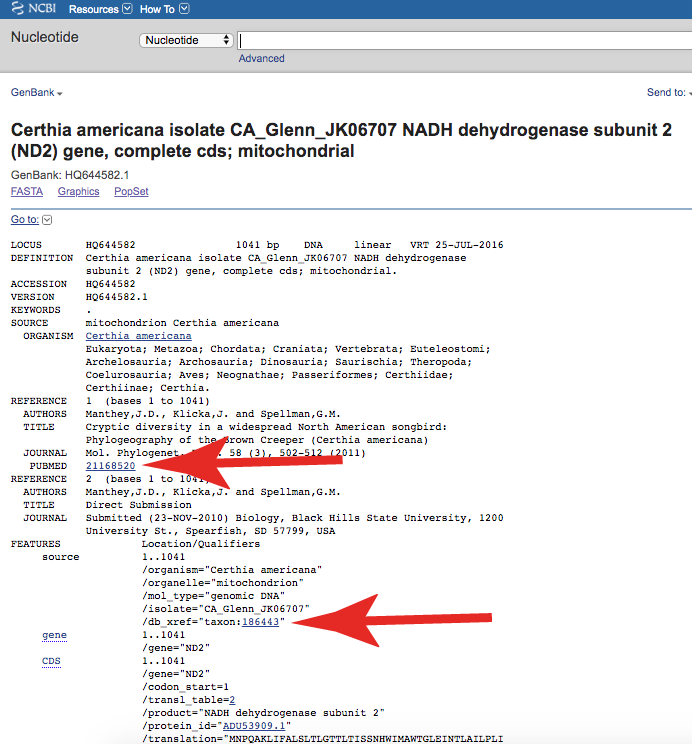 NCBI Resources How To
Nucleotide Nucleotide
Advanced
GenBank Send to:
Certhia americana isolate CA_Glenn_JK06707 NADH dehydrogenase subunit 2
(ND2) gene, complete cds; mitochondrial
GenBank: HQ644582.1
FASTA Graphics PopSet
Go to:
LOCUS HQ644582 1041 bp DNA linear VRT 25-JUL-2016
DEFINITION Certhia americana isolate CA_Glenn_JK06707 NADH dehydrogenase
subunit 2 (ND2) gene, complete cds; mitochondrial.
ACCESSION HQ644582
VERSION HQ644582.1
KEYWORDS .
SOURCE mitochondrion Certhia americana
ORGANISM Certhia americana
Eukaryota; Metazoa; Chordata; Craniata; Vertebrata; Euteleostomi;
Archelosauria; Archosauria; Dinosauria; Saurischia; Theropoda;
Coelurosauria; Aves; Neognathae; Passeriformes; Certhiidae;
Certhiinae; Certhia.
REFERENCE 1 (bases 1 to 1041)
AUTHORS Manthey,J.D., Klicka,J. and Spellman,G.M.
TITLE Cryptic diversity in a widespread North American songbird:
Phylogeography of the Brown Creeper (Certhia americana)
JOURNAL Mol. Phylogenet. 58 (3), 502-512 (2011)
PUBMED 21168520
REFERENCE 2 (bases 1 to 1041)
AUTHORS Manthey,J.D., Klicka,J. and Spellman,G.M.
TITLE Direct Submission
JOURNAL Submitted (23-NOV-2010) Biology, Black Hills State University, 1200
University St., Spearfish, SD 57799, USA
FEATURES Location/Qualifiers
source 1..1041
/organism="Certhia americana"
/organelle="mitochondrion"
/mol_type="genomic DNA"
/isolate="CA_Glenn_JK06707"
/db_xref="taxon:186443"
gene 1..1041
/gene="ND2"
CDS 1..1041
/gene="ND2"
/codon_start=1
/transl_table=2
/product="NADH dehydrogenase subunit 2"
/protein_id="ADU53909.1"
/translation="MNPQAKLIFALSLTLGTTLTISSNHWIMAWTGLEINTLAILPLI